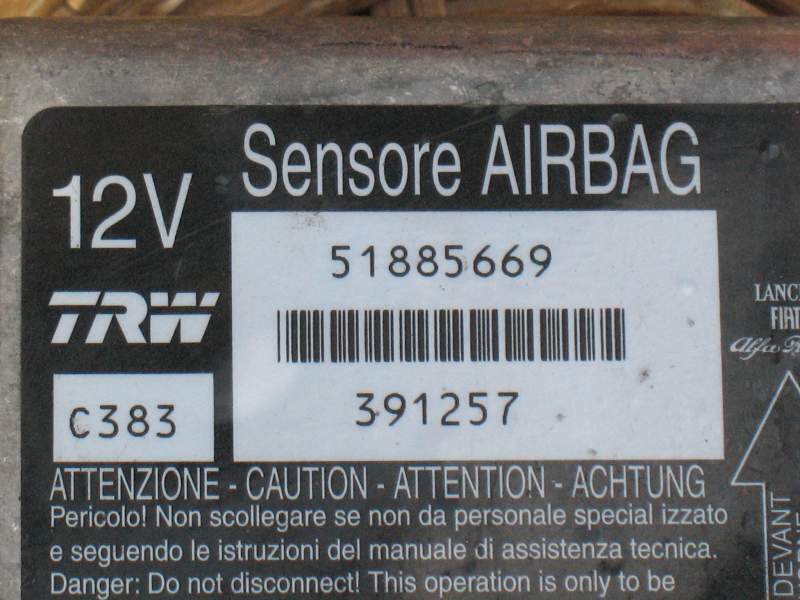 Sensore AIRBAG
12V
51885669
TRW
391257
C383
FIAT
ATTENZIONE - CAUTION - ATTENTION - ACHTUNG
Pericolo! Non scollegare se non da personale special izzato
e seguendo le istruzioni del manuale di assistenza tecnica.
Danger: Do not disconnect! This operation is only to be
DEVANT